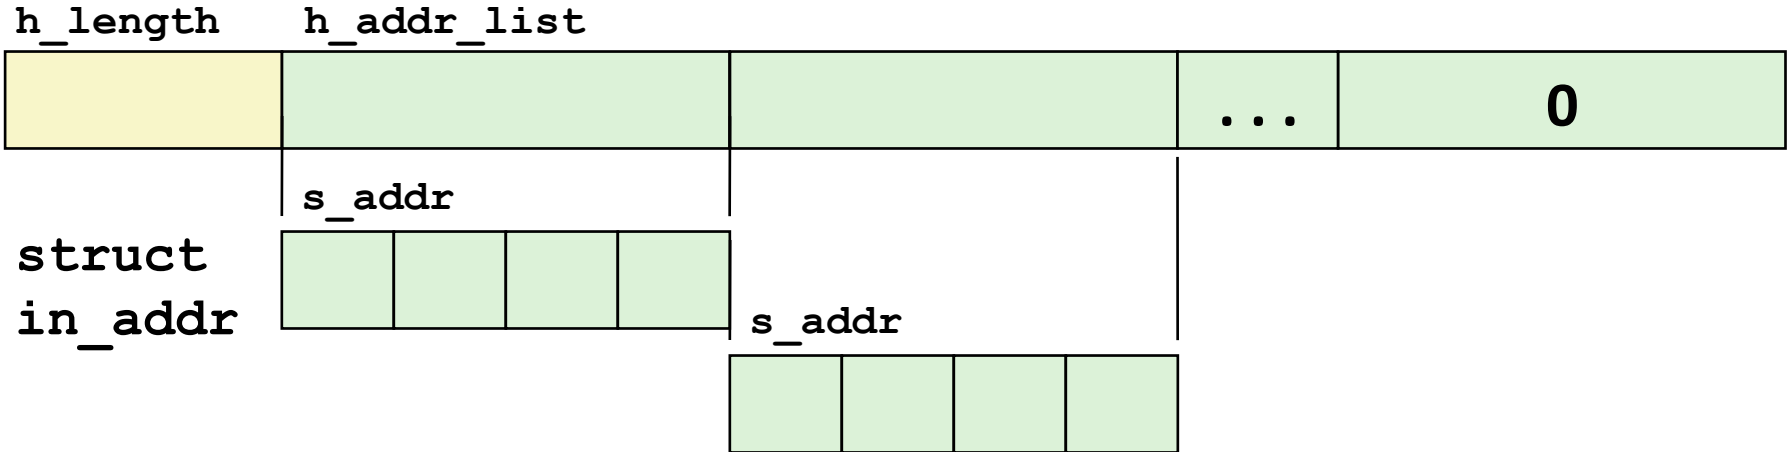 h_length h_addr_list
... 0
s_addr
struct
in_addr
s_addr